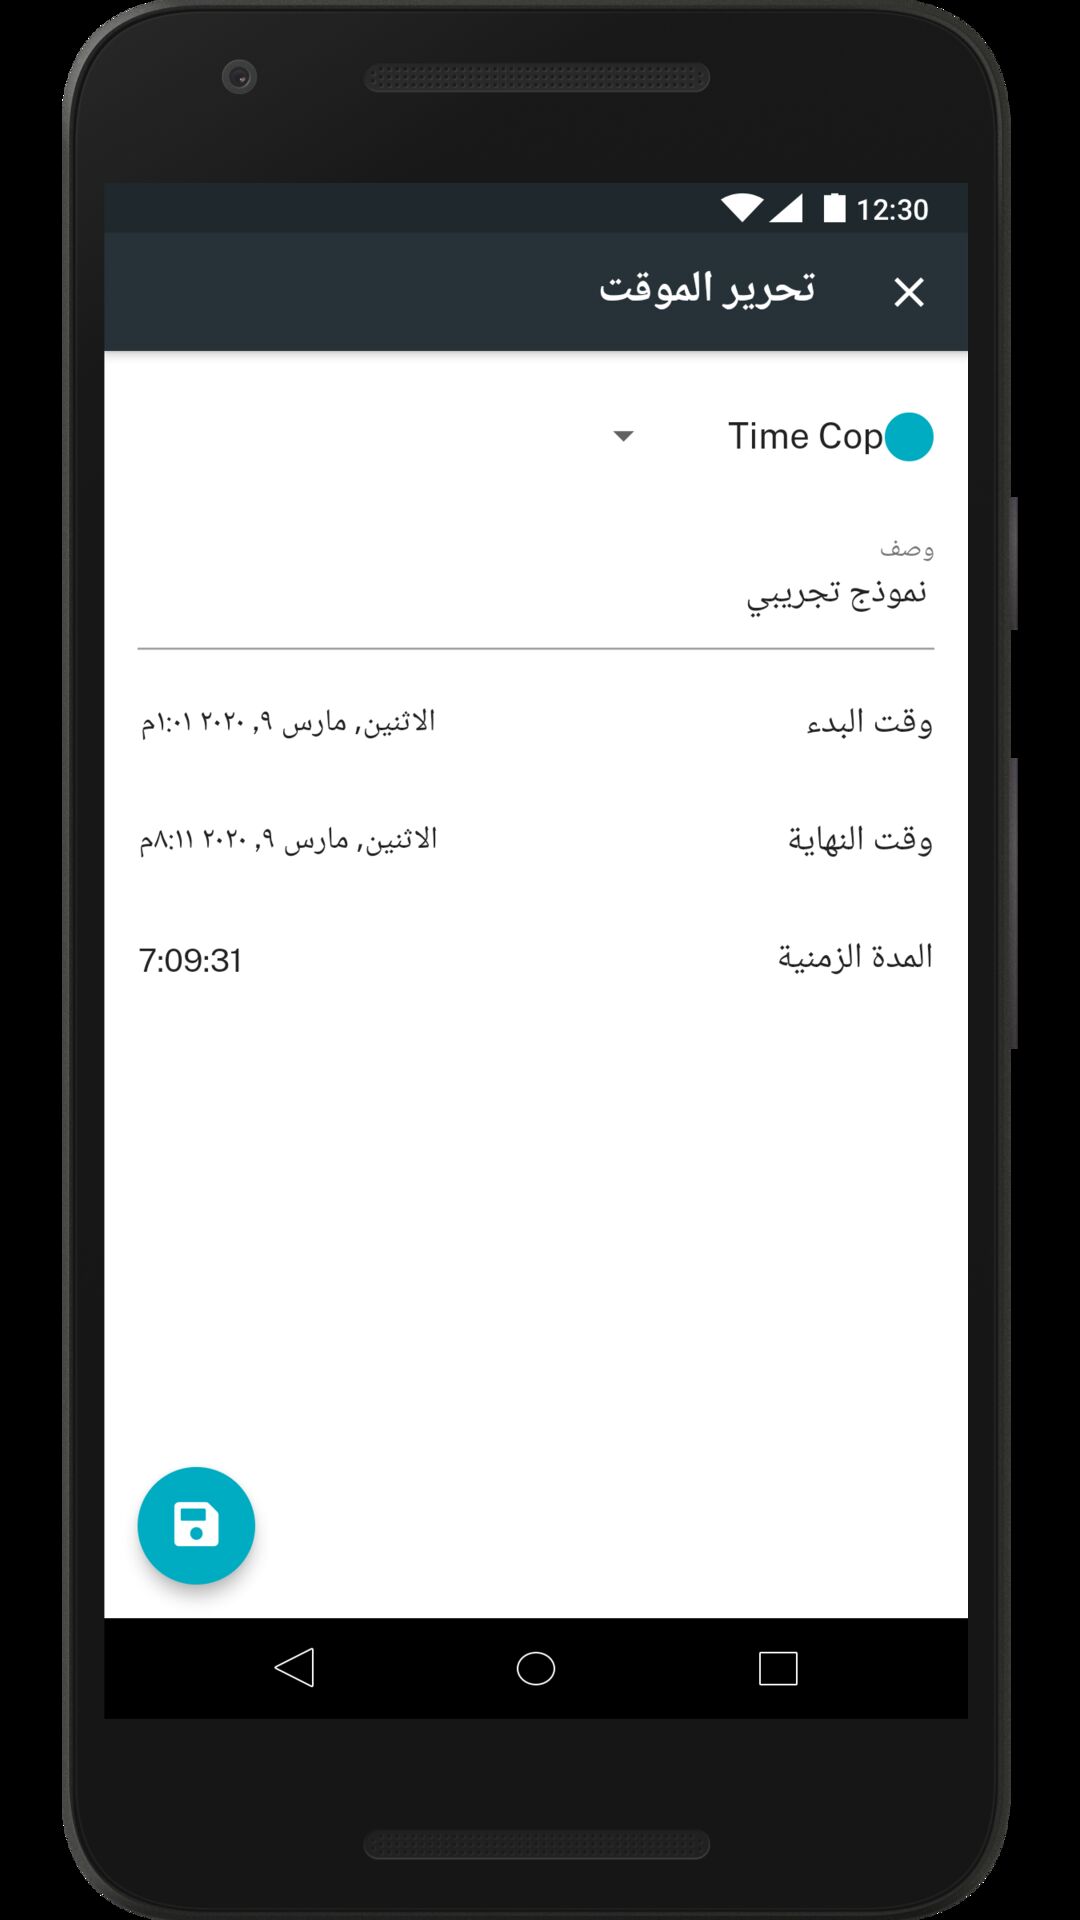 12:30
تحرير الموقت
Time Cop
وصف
نموذج تجريبي
وقت البدء
الاثنين, مارس ٩, ٢٠٢٠ ١:٠١م
وقت النهاية
الاثنين, مارس ٩, ٢٠٢٠ ٨:١١م
المدة الزمنية
7:09:31